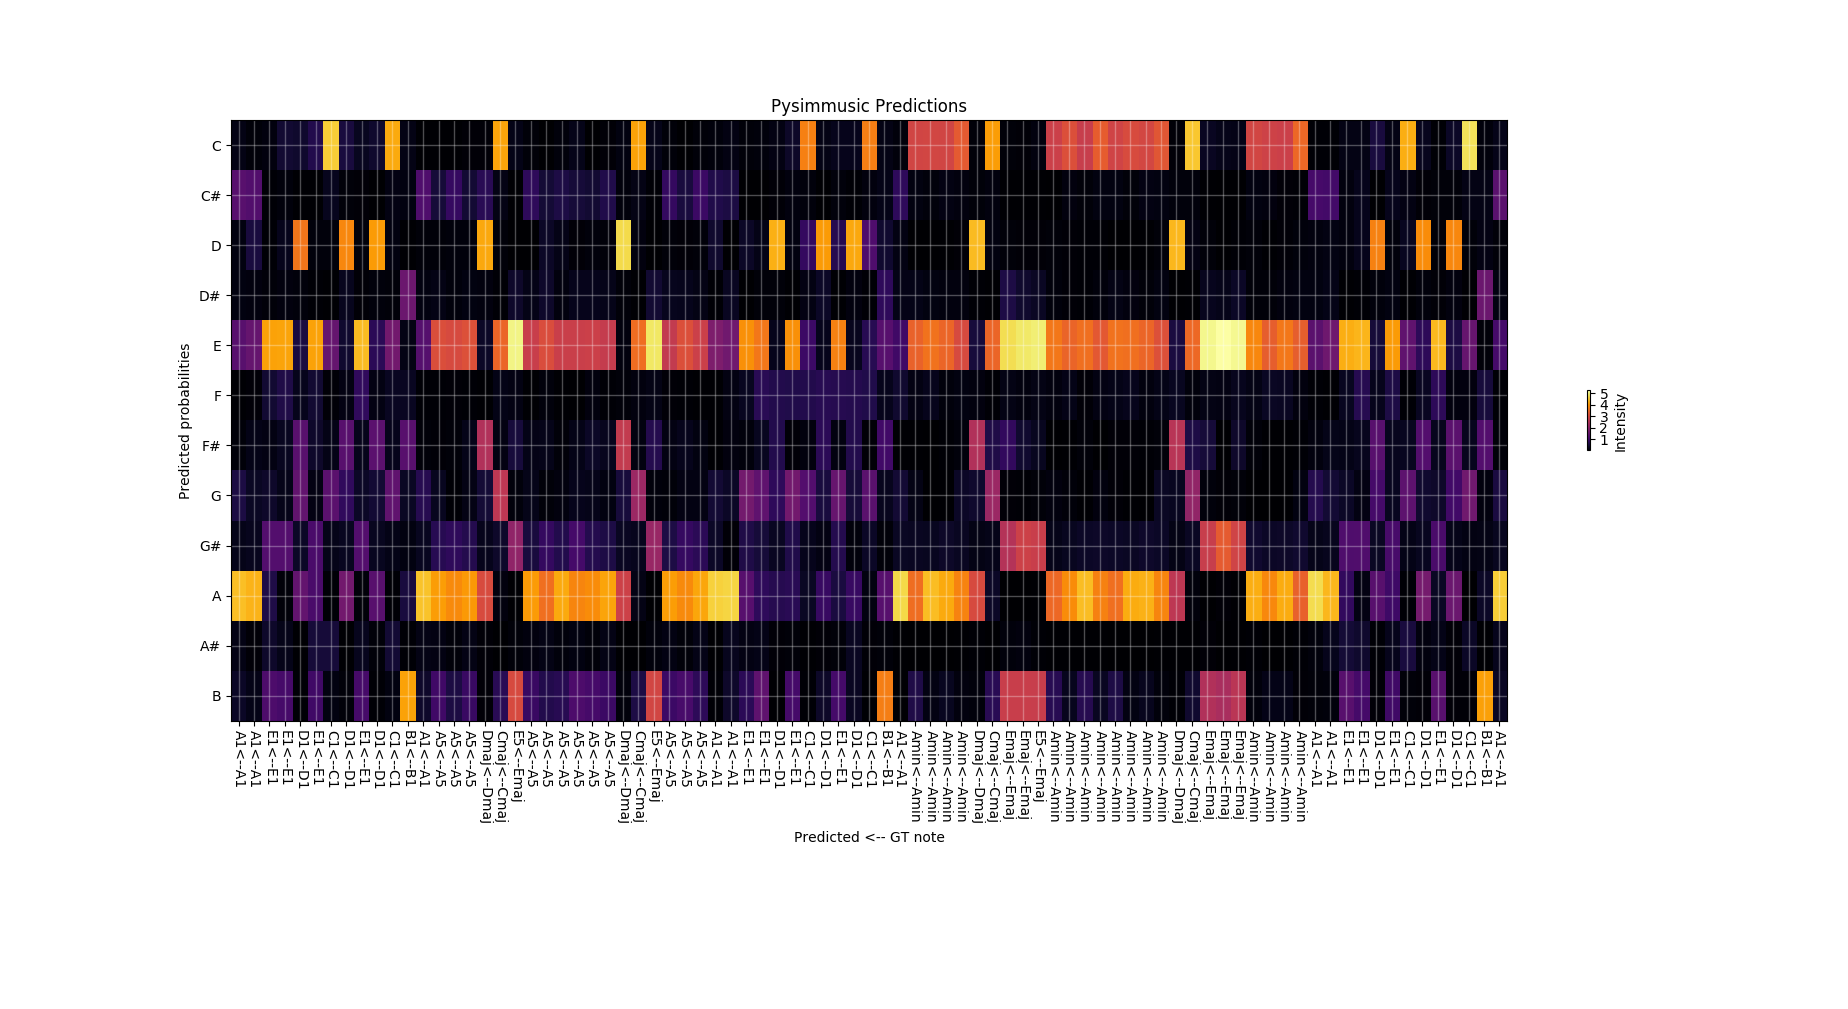 Pysimmusic Predictions
Predicted probabilities
C
C#
D
D#
E
F
F#
G
G#
A
A#
B
A1<--A1
A1<--A1
E1<--E1
E1<--E1
D1<--D1
E1<--E1
C1<--C1
D1<--D1
E1<--E1
D1<--D1
C1<--C1
B1<--B1
A1<--A1
A5<--A5
A5<--A5
A5<--A5
Dmaj<--Dmaj
Cmaj<--Cmaj
E5<--Emaj
A5<--A5
A5<--A5
A5<--A5
A5<--A5
A5<--A5
A5<--A5
Dmaj<--Dmaj
Cmaj<--Cmaj
E5<--Emaj
A5<--A5
A5<--A5
A5<--A5
A1<--A1
A1<--A1
E1<--E1
E1<--E1
D1<--D1
E1<--E1
C1<--C1
D1<--D1
E1<--E1
D1<--D1
C1<--C1
B1<--B1
A1<--A1
Amin<--Amin
Amin<--Amin
Amin<--Amin
Amin<--Amin
Dmaj<--Dmaj
Cmaj<--Cmaj
Emaj<--Emaj
Emaj<--Emaj
E5<--Emaj
Amin<--Amin
Amin<--Amin
Amin<--Amin
Amin<--Amin
Amin<--Amin
Amin<--Amin
Amin<--Amin
Amin<--Amin
Dmaj<--Dmaj
Cmaj<--Cmaj
Emaj<--Emaj
Emaj<--Emaj
Emaj<--Emaj
Amin<--Amin
Amin<--Amin
Amin<--Amin
Amin<--Amin
A1<--A1
A1<--A1
E1<--E1
E1<--E1
D1<--D1
E1<--E1
C1<--C1
D1<--D1
E1<--E1
D1<--D1
C1<--C1
B1<--B1
A1<--A1
Predicted <-- GT note
5
4
3
2
1
Intensity